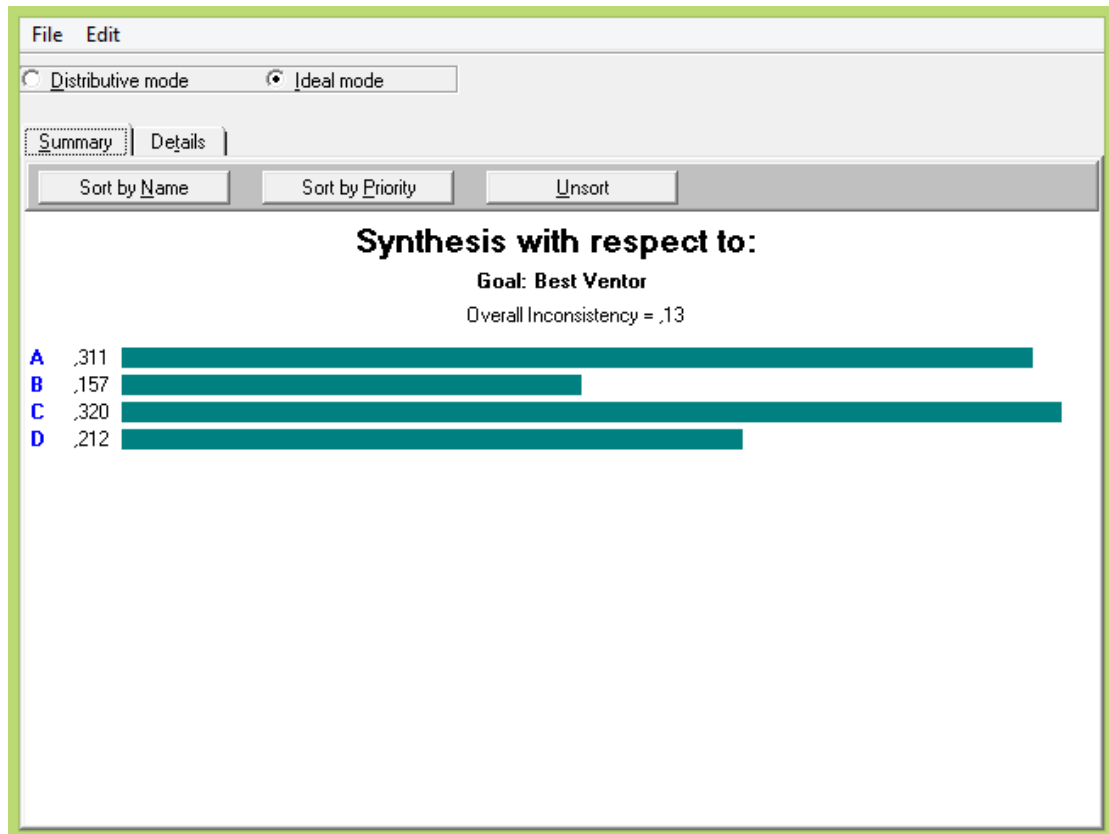 File Edit
Distributive mode Ideal mode
Summary Details
Sort by Name Sort by Priority Unsort
Synthesis with respect to:
Goal: Best Ventor
Overall Inconsistency = ,13
A ,311
B ,157
C ,320
D ,212